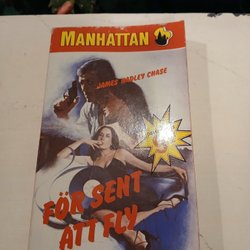 MANHATTAN
JAMES HADLEY CHASE
FÖR SENT
ATT FLY